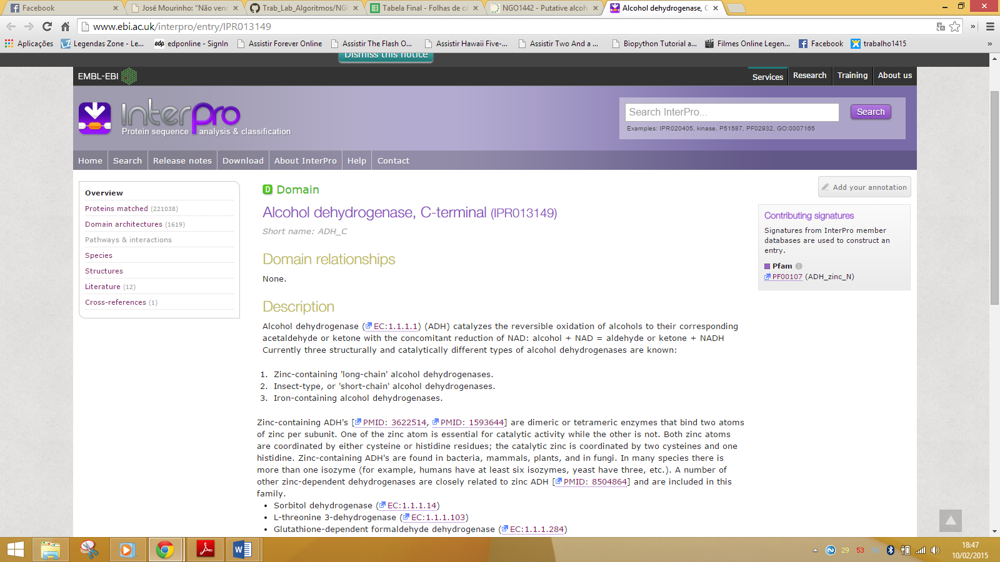 Facebook
José Mourinho: "Não venc
Trab_Lab_Algoritmos/NG
Tabela Final - Folhas de cá
NGO1442 - Putative alcoh
Alcohol dehydrogenase, C
www.ebi.ac.uk/interpro/entry/IPR013149
Aplicações
Legendas Zone - Le...
edp edponline - SignIn
Assistir Forever Online
Assistir The Flash O...
Assistir Hawaii Five-...
Assistir Two And a ...
Biopython Tutorial a...
Filmes Online Legen...
Facebook
trabalho1415
»
Dismiss this notice
EMBL-EBI
Services
Research
Training
About us
InterPro
Protein sequence analysis & classification
Search InterPro...
Search
Examples: IPR020405, kinase, P51587, PF02932, GO:0007165
Home
Search
Release notes
Download
About InterPro
Help
Contact
Overview
Proteins matched (221038)
Domain architectures (1619)
Pathways & interactions
Species
Structures
Literature (12)
Cross-references (1)
D Domain
Alcohol dehydrogenase, C-terminal (IPR013149)
Short name: ADH_C
Domain relationships
None.
Description
Alcohol dehydrogenase (EC:1.1.1.1) (ADH) catalyzes the reversible oxidation of alcohols to their corresponding
acetaldehyde or ketone with the concomitant reduction of NAD: alcohol + NAD = aldehyde or ketone + NADH
Currently three structurally and catalytically different types of alcohol dehydrogenases are known:
1. Zinc-containing 'long-chain' alcohol dehydrogenases.
2. Insect-type, or 'short-chain' alcohol dehydrogenases.
3. Iron-containing alcohol dehydrogenases.
Zinc-containing ADH's [PMID: 3622514, PMID: 1593644] are dimeric or tetrameric enzymes that bind two atoms
of zinc per subunit. One of the zinc atom is essential for catalytic activity while the other is not. Both zinc atoms
are coordinated by either cysteine or histidine residues; the catalytic zinc is coordinated by two cysteines and one
histidine. Zinc-containing ADH's are found in bacteria, mammals, plants, and in fungi. In many species there is
more than one isozyme (for example, humans have at least six isozymes, yeast have three, etc.). A number of
other zinc-dependent dehydrogenases are closely related to zinc ADH [PMID: 8504864] and are included in this
family.
• Sorbitol dehydrogenase (EC:1.1.1.14)
• L-threonine 3-dehydrogenase (EC:1.1.1.103)
• Glutathione-dependent formaldehyde dehydrogenase (EC:1.1.1.284)
Add your annotation
Contributing signatures
Signatures from InterPro member
databases are used to construct an
entry.
Pfam
PF00107 (ADH_zinc_N)
29
53
18:47
10/02/2015